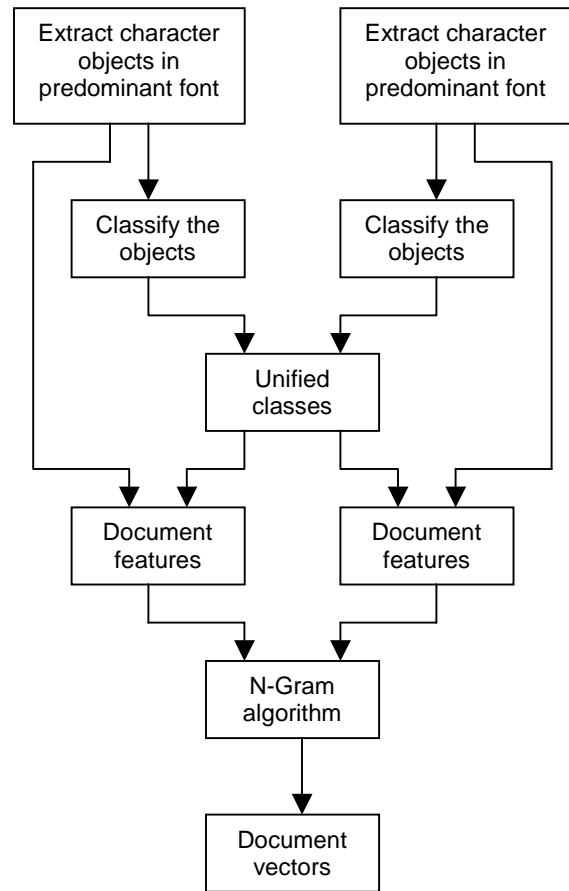 Extract character
objects in
predominant font
Extract character
objects in
predominant font
Classify the
objects
Classify the
objects
Unified
classes
Document
features
Document
features
N-Gram
algorithm
Document
vectors